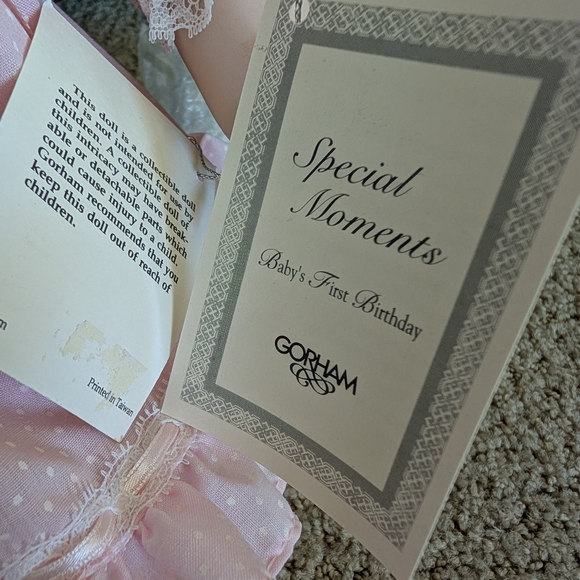 This doll is a collectible doll
and is not intended for use by
children. A collectible doll of
this intricacy may have break-
able or detachable parts which
could cause injury to a child.
Gorham recommends that you
keep this doll out of reach of
children.
Printed in Taiwan
Special
Moments
Baby's First Birthday
GORHAM